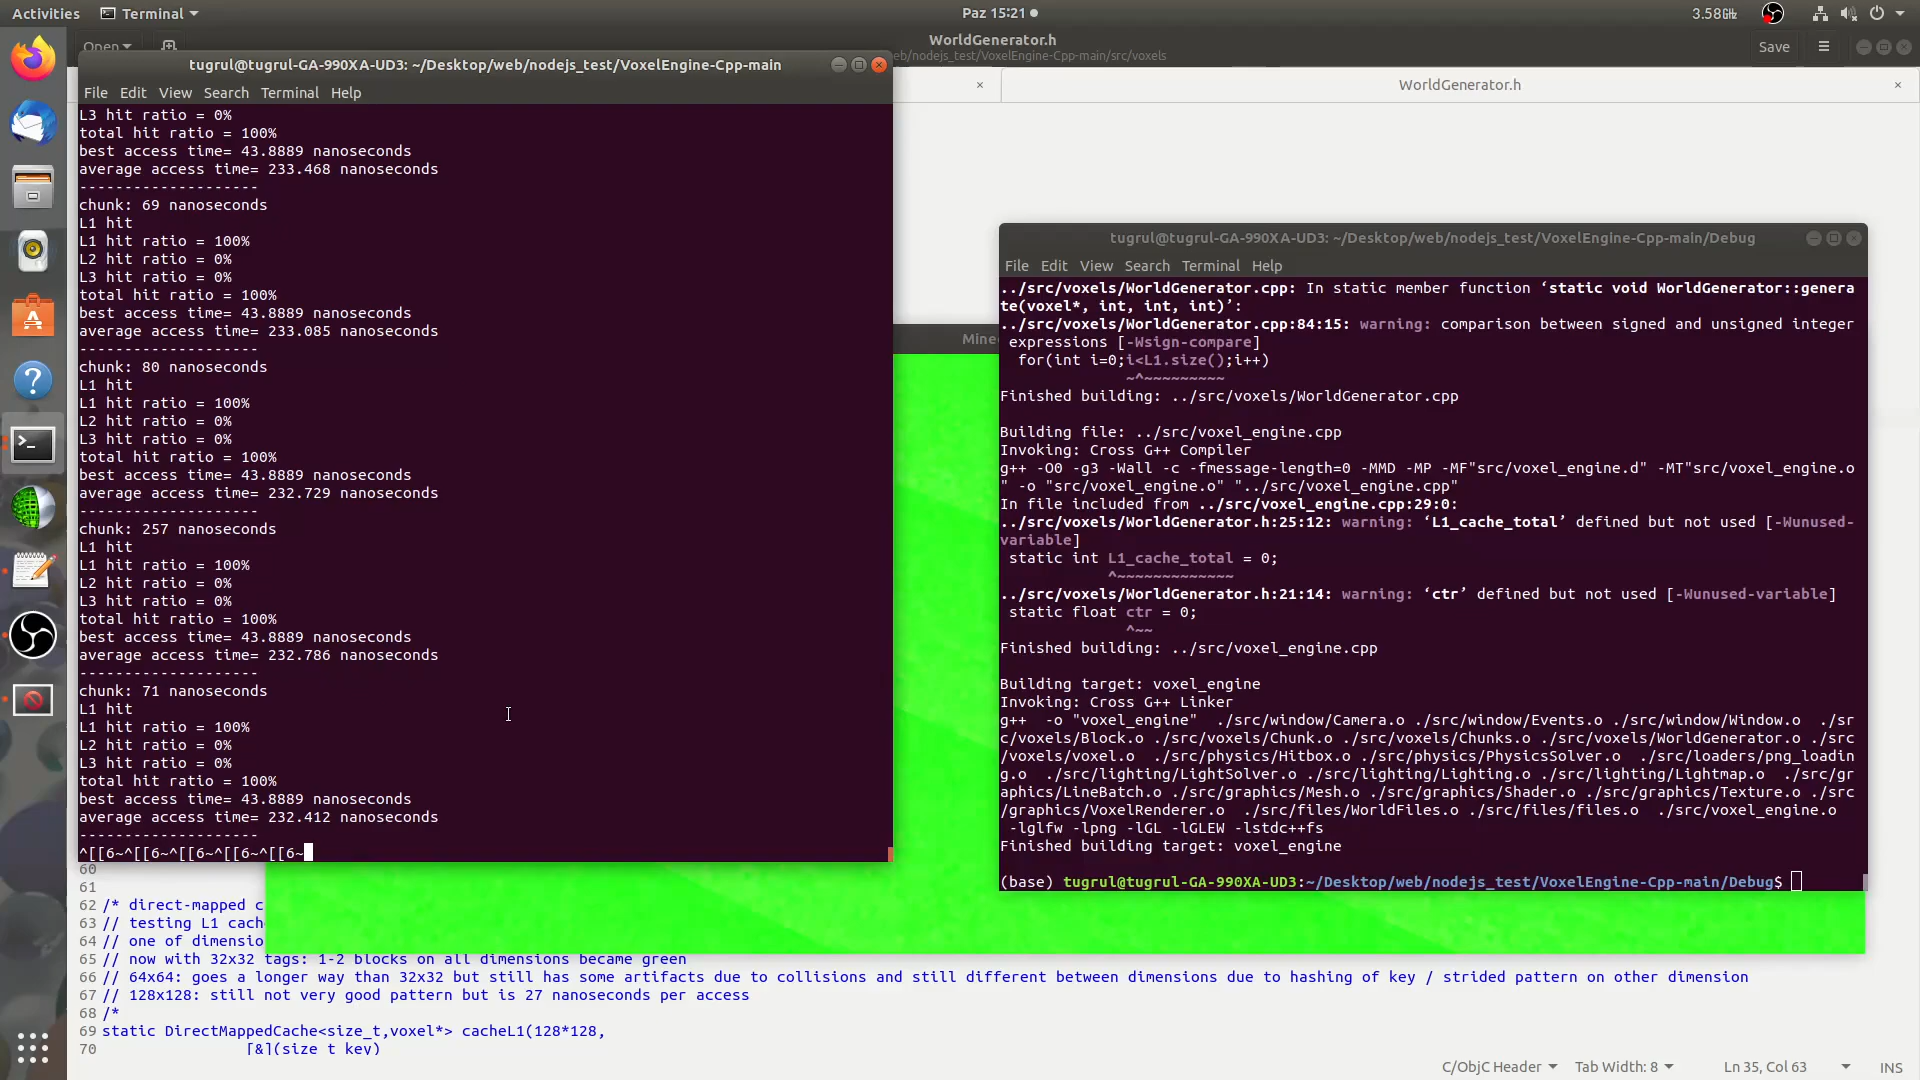 Activities
Terminal
Paz 15:21
3.58GHz
Open
WorldGenerator.h
eb/nodejs_test/VoxelEngine-Cpp-main/src/voxels
Save
WorldGenerator.h
tugrul@tugrul-GA-990XA-UD3: ~/Desktop/web/nodejs_test/VoxelEngine-Cpp-main
File Edit View Search Terminal Help
L3 hit ratio = 0%
total hit ratio = 100%
best access time= 43.8889 nanoseconds
average access time= 233.468 nanoseconds
--------------------
chunk: 69 nanoseconds
L1 hit
L1 hit ratio = 100%
L2 hit ratio = 0%
L3 hit ratio = 0%
total hit ratio = 100%
best access time= 43.8889 nanoseconds
average access time= 233.085 nanoseconds
--------------------
chunk: 80 nanoseconds
L1 hit
L1 hit ratio = 100%
L2 hit ratio = 0%
L3 hit ratio = 0%
total hit ratio = 100%
best access time= 43.8889 nanoseconds
average access time= 232.729 nanoseconds
--------------------
chunk: 257 nanoseconds
L1 hit
L1 hit ratio = 100%
L2 hit ratio = 0%
L3 hit ratio = 0%
total hit ratio = 100%
best access time= 43.8889 nanoseconds
average access time= 232.786 nanoseconds
--------------------
chunk: 71 nanoseconds
L1 hit
L1 hit ratio = 100%
L2 hit ratio = 0%
L3 hit ratio = 0%
total hit ratio = 100%
best access time= 43.8889 nanoseconds
average access time= 232.412 nanoseconds
--------------------
^[[6~^[[6~^[[6~^[[6~^[[6~
Mine
tugrul@tugrul-GA-990XA-UD3: ~/Desktop/web/nodejs_test/VoxelEngine-Cpp-main/Debug
File Edit View Search Terminal Help
../src/voxels/WorldGenerator.cpp: In static member function ‘static void WorldGenerator::genera
te(voxel*, int, int, int)’:
../src/voxels/WorldGenerator.cpp:84:15: warning: comparison between signed and unsigned integer
 expressions [-Wsign-compare]
  for(int i=0;i<L1.size();i++)
              ~^~~~~~~~~~
Finished building: ../src/voxels/WorldGenerator.cpp
Building file: ../src/voxel_engine.cpp
Invoking: Cross G++ Compiler
g++ -O0 -g3 -Wall -c -fmessage-length=0 -MMD -MP -MF"src/voxel_engine.d" -MT"src/voxel_engine.o
" -o "src/voxel_engine.o" "../src/voxel_engine.cpp"
In file included from ../src/voxel_engine.cpp:29:0:
../src/voxels/WorldGenerator.h:25:12: warning: ‘L1_cache_total’ defined but not used [-Wunused-
variable]
 static int L1_cache_total = 0;
            ^~~~~~~~~~~~~~
../src/voxels/WorldGenerator.h:21:14: warning: ‘ctr’ defined but not used [-Wunused-variable]
 static float ctr = 0;
              ^~~
Finished building: ../src/voxel_engine.cpp
Building target: voxel_engine
Invoking: Cross G++ Linker
g++  -o "voxel_engine"  ./src/window/Camera.o ./src/window/Events.o ./src/window/Window.o  ./sr
c/voxels/Block.o ./src/voxels/Chunk.o ./src/voxels/Chunks.o ./src/voxels/WorldGenerator.o ./src
/voxels/voxel.o  ./src/physics/Hitbox.o ./src/physics/PhysicsSolver.o  ./src/loaders/png_loadin
g.o  ./src/lighting/LightSolver.o ./src/lighting/Lighting.o ./src/lighting/Lightmap.o  ./src/gr
aphics/LineBatch.o ./src/graphics/Mesh.o ./src/graphics/Shader.o ./src/graphics/Texture.o ./src
/graphics/VoxelRenderer.o  ./src/files/WorldFiles.o ./src/files/files.o  ./src/voxel_engine.o
 -lglfw -lpng -lGL -lGLEW -lstdc++fs
Finished building target: voxel_engine
(base) tugrul@tugrul-GA-990XA-UD3:~/Desktop/web/nodejs_test/VoxelEngine-Cpp-main/Debug$
60
61
62 /* direct-mapped c
63 // testing L1 cach
64 // one of dimensio
65 // now with 32x32 tags: 1-2 blocks on all dimensions became green
66 // 64x64: goes a longer way than 32x32 but still has some artifacts due to collisions and still different between dimensions due to hashing of key / strided pattern on other dimension
67 // 128x128: still not very good pattern but is 27 nanoseconds per access
68 /*
69 static DirectMappedCache<size_t,voxel*> cacheL1(128*128,
70 [&](size_t key)
C/ObjC Header
Tab Width: 8
Ln 35, Col 63
INS